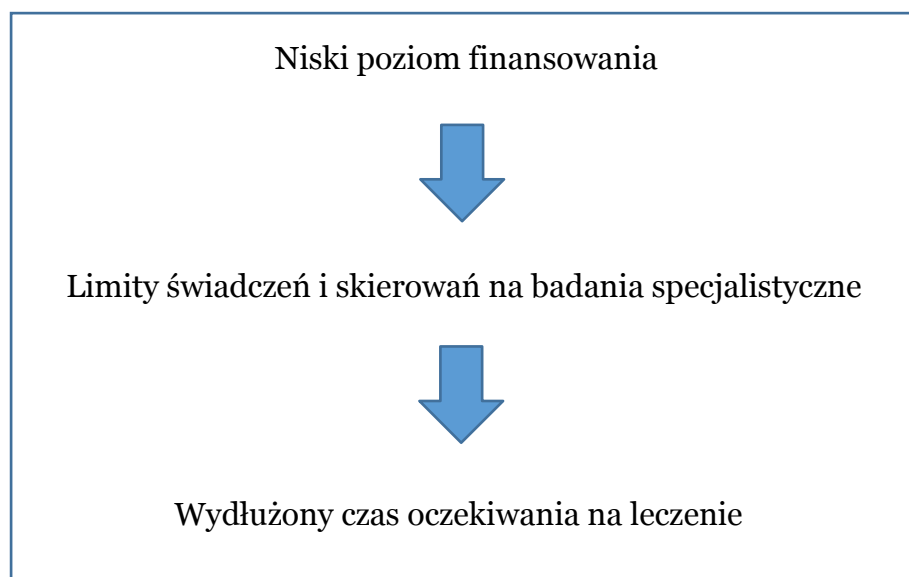 Niski poziom finansowania
Limity świadczeń i skierowań na badania specjalistyczne
Wydłużony czas oczekiwania na leczenie